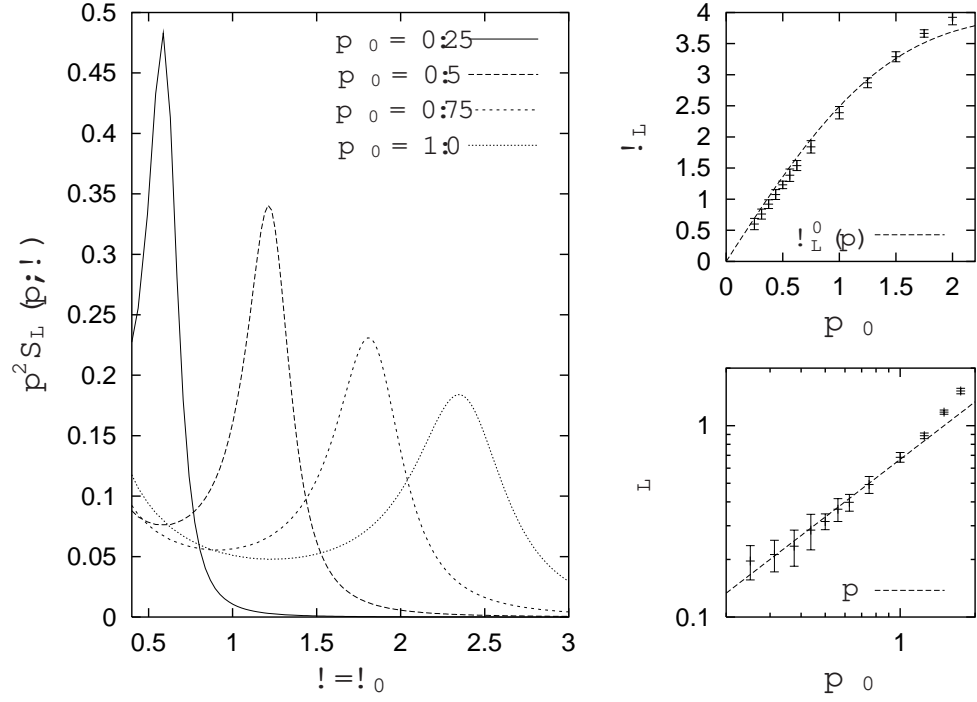 0.5
0.45
0.4
0.35
0.3
0.25
0.2
0.15
0.1
0.05
0
0.5 1 1.5 2 2.5 3
p²S_L (p;!)
! =!₀
p ₀ = 0:25
p ₀ = 0:5
p ₀ = 0:75
p ₀ = 1:0
4
3.5
3
2.5
2
1.5
1
0.5
0
0 0.5 1 1.5 2
!_L
!⁰_L (p)
p ₀
1
0.1
1
L
p
p ₀